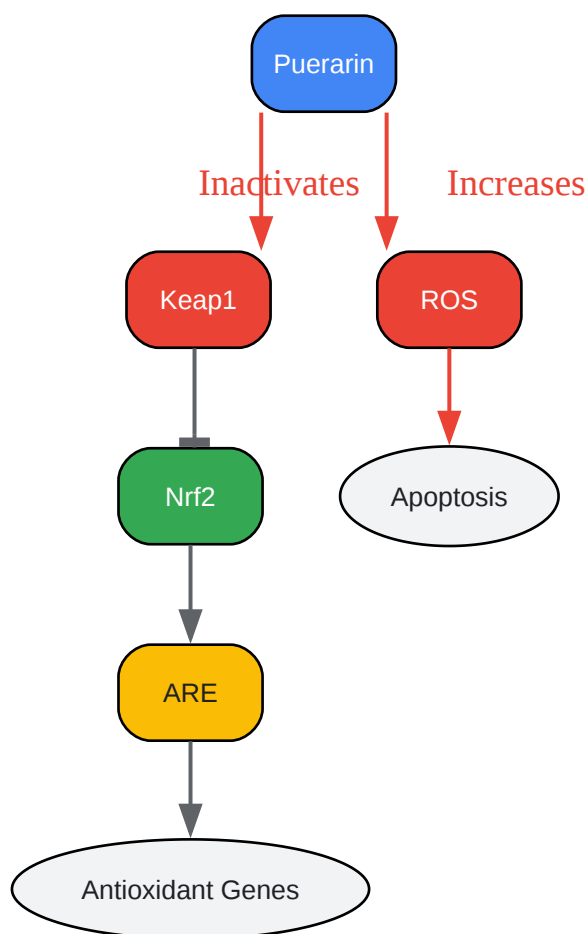 Puerarin
Inactivates
Increases
Keap1
ROS
Nrf2
Apoptosis
ARE
Antioxidant Genes